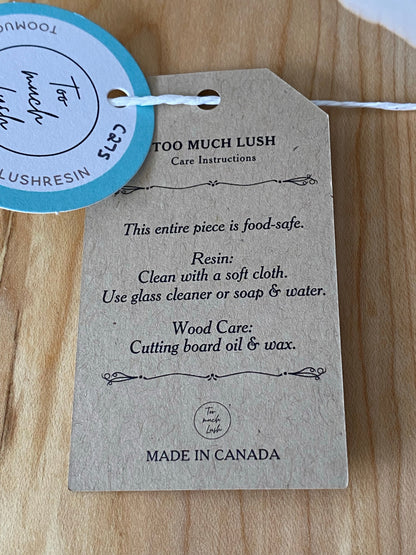 TOOMUC
Too
much
lush
LUSHRESIN
C275
TOO MUCH LUSH
Care Instructions
This entire piece is food-safe.
Resin:
Clean with a soft cloth.
Use glass cleaner or soap & water.
Wood Care:
Cutting board oil & wax.
Too
much
Lush
MADE IN CANADA